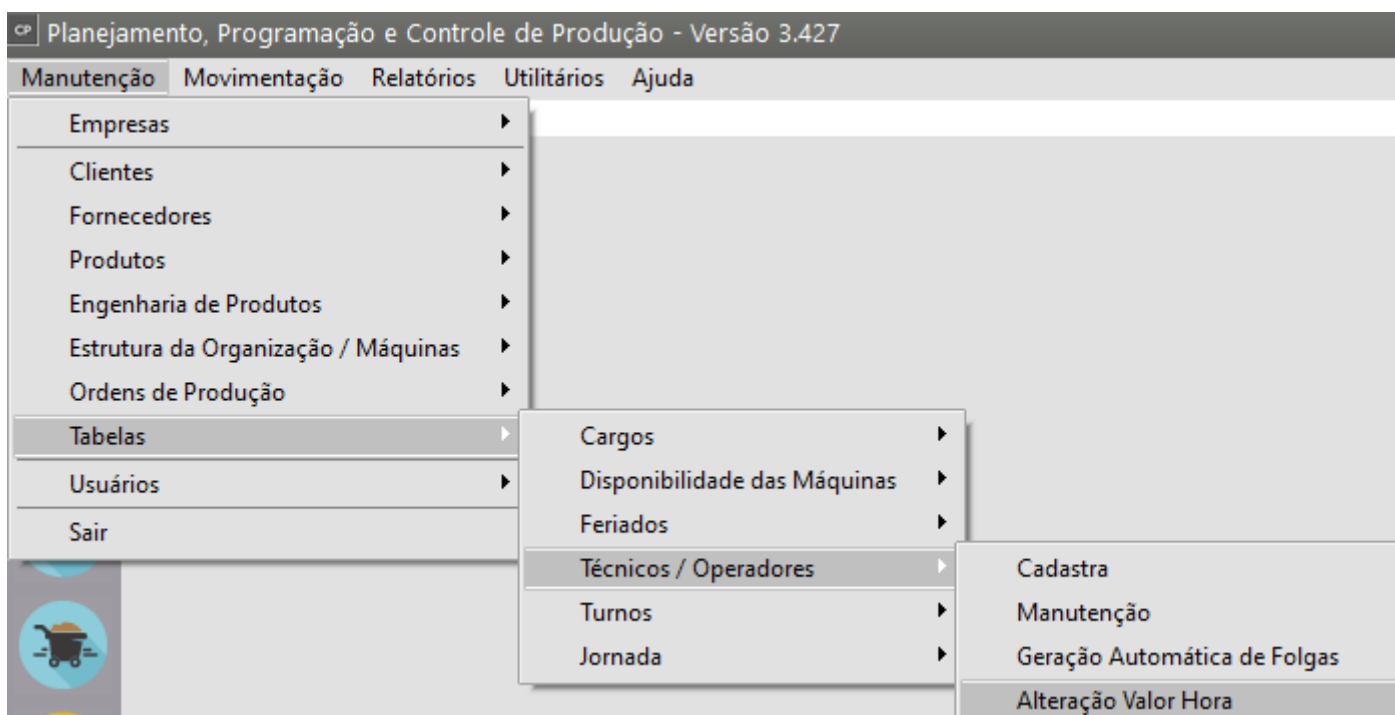 CP Planejamento, Programação e Controle de Produção - Versão 3.427
Manutenção Movimentação Relatórios Utilitários Ajuda
Empresas
Clientes
Fornecedores
Produtos
Engenharia de Produtos
Estrutura da Organização / Máquinas
Ordens de Produção
Tabelas
Usuários
Sair
Cargos
Disponibilidade das Máquinas
Feriados
Técnicos / Operadores
Turnos
Jornada
Cadastra
Manutenção
Geração Automática de Folgas
Alteração Valor Hora